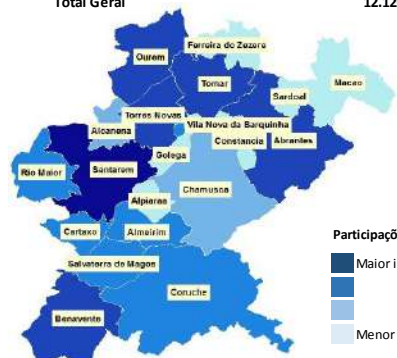 Total Geral 12.12
Ferreira do Zezere
Ourem
Tomar
Macao
Sardoal
Torres Novas
Vila Nova da Barquinha
Alcanena
Constancia
Abrantes
Golega
Rio Maior
Santarem
Chamusca
Alpiarca
Cartaxo
Almeirim
Participaçõ
Maior i
Salvaterra de Magos
Coruche
Benavente
Menor